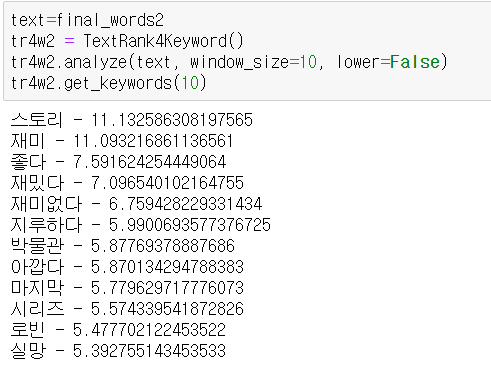 text=final_words2
tr4w2 = TextRank4Keyword()
tr4w2.analyze(text, window_size=10, lower=False)
tr4w2.get_keywords(10)
스토리 - 11.132586308197565
재미 - 11.093216861136561
좋다 - 7.591624254449064
재밌다 - 7.096540102164755
재미없다 - 6.759428229331434
지루하다 - 5.9900693577376725
박물관 - 5.87769378887686
아깝다 - 5.870134294788383
마지막 - 5.779629717776073
시리즈 - 5.574339541872826
로빈 - 5.477702122453522
실망 - 5.392755143453533